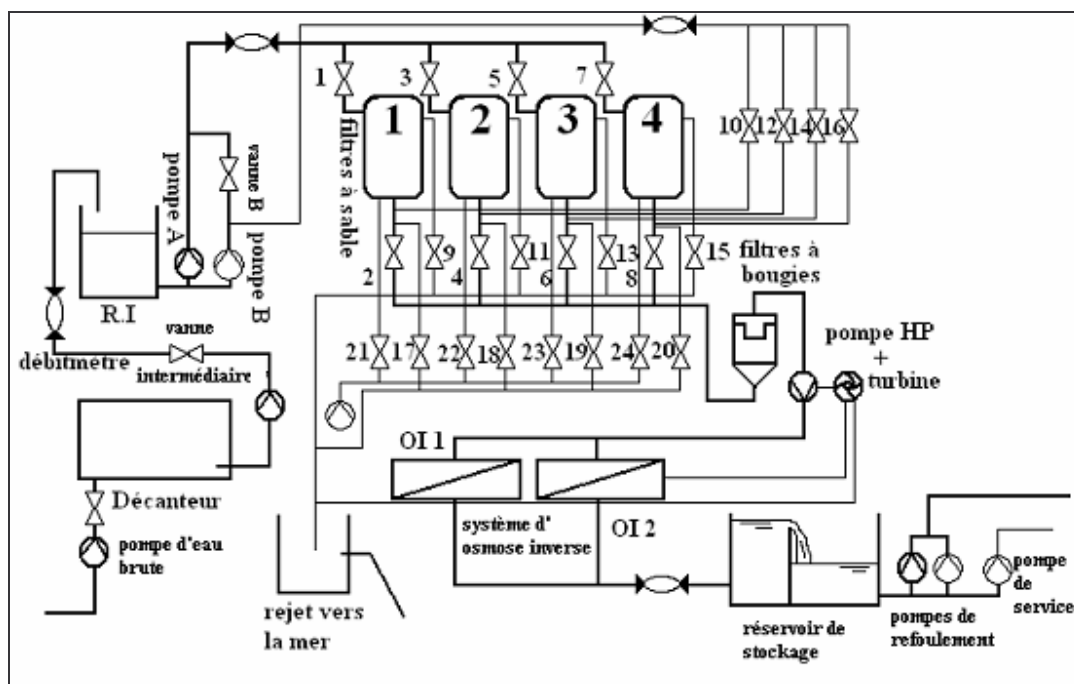 1
3
5
7
1
2
3
4
10
12
14
16
filtres à sable
pompe A
vanne B
pompe B
R.I
9
11
13
15
2
4
6
8
filtres à
bougies
vanne
intermédiaire
débitmètre
21
17
22
18
23
19
24
20
pompe HP
+
turbine
OI 1
Décanteur
pompe d'eau
brute
système d'
osmose inverse
OI 2
rejet vers
la mer
réservoir de
stockage
pompes de
refoulement
pompe
de
service